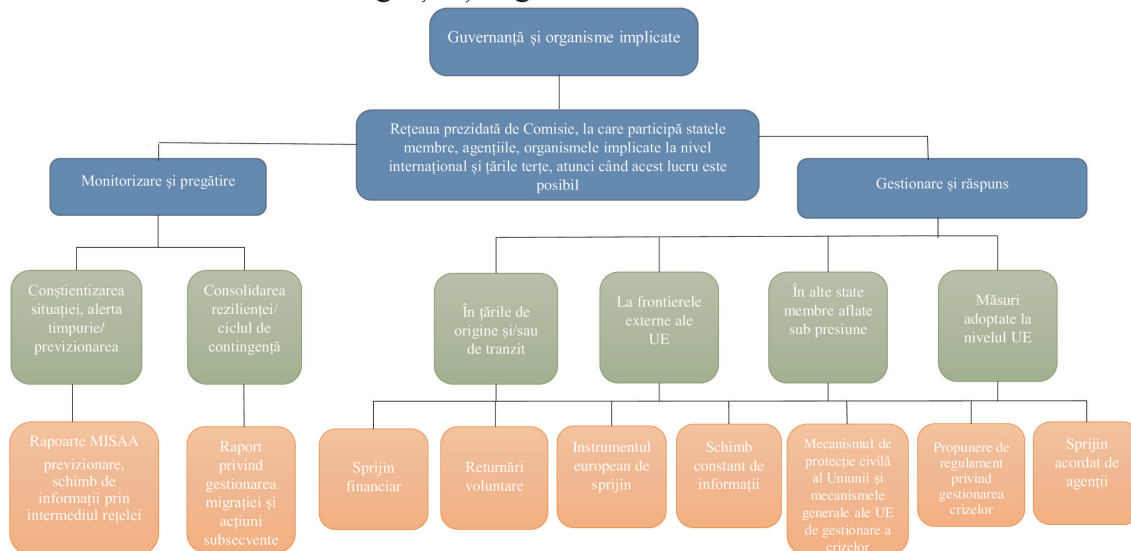 Guvernanță și organisme implicate
Rețeaua prezidată de Comisie, la care participă statele
membre, agențiile, organismele implicate la nivel
internațional și țările terțe, atunci când acest lucru este
posibil
Monitorizare și pregătire
Gestionare și răspuns
Conștientizarea
situației, alerta
timpurie/
previzionarea
Consolidarea
rezilienței/
ciclul de
contingență
În țările de
origine și/sau
de tranzit
La frontierele
externe ale
UE
În alte state
membre aflate
sub presiune
Măsuri
adoptate la
nivelul UE
Rapoarte MISAA
previzionare,
schimb de
informații prin
intermediul rețelei
Raport
privind
gestionarea
migrației și
acțiuni
subsecvente
Sprijin
financiar
Returnări
voluntare
Instrumentul
european de
sprijin
Schimb
constant de
informații
Mecanismul de
protecție civilă
al Uniunii și
mecanismele
generale ale UE
de gestionare a
crizelor
Propunere de
regulament
privind
gestionarea
crizelor
Sprijin
acordat de
agenții